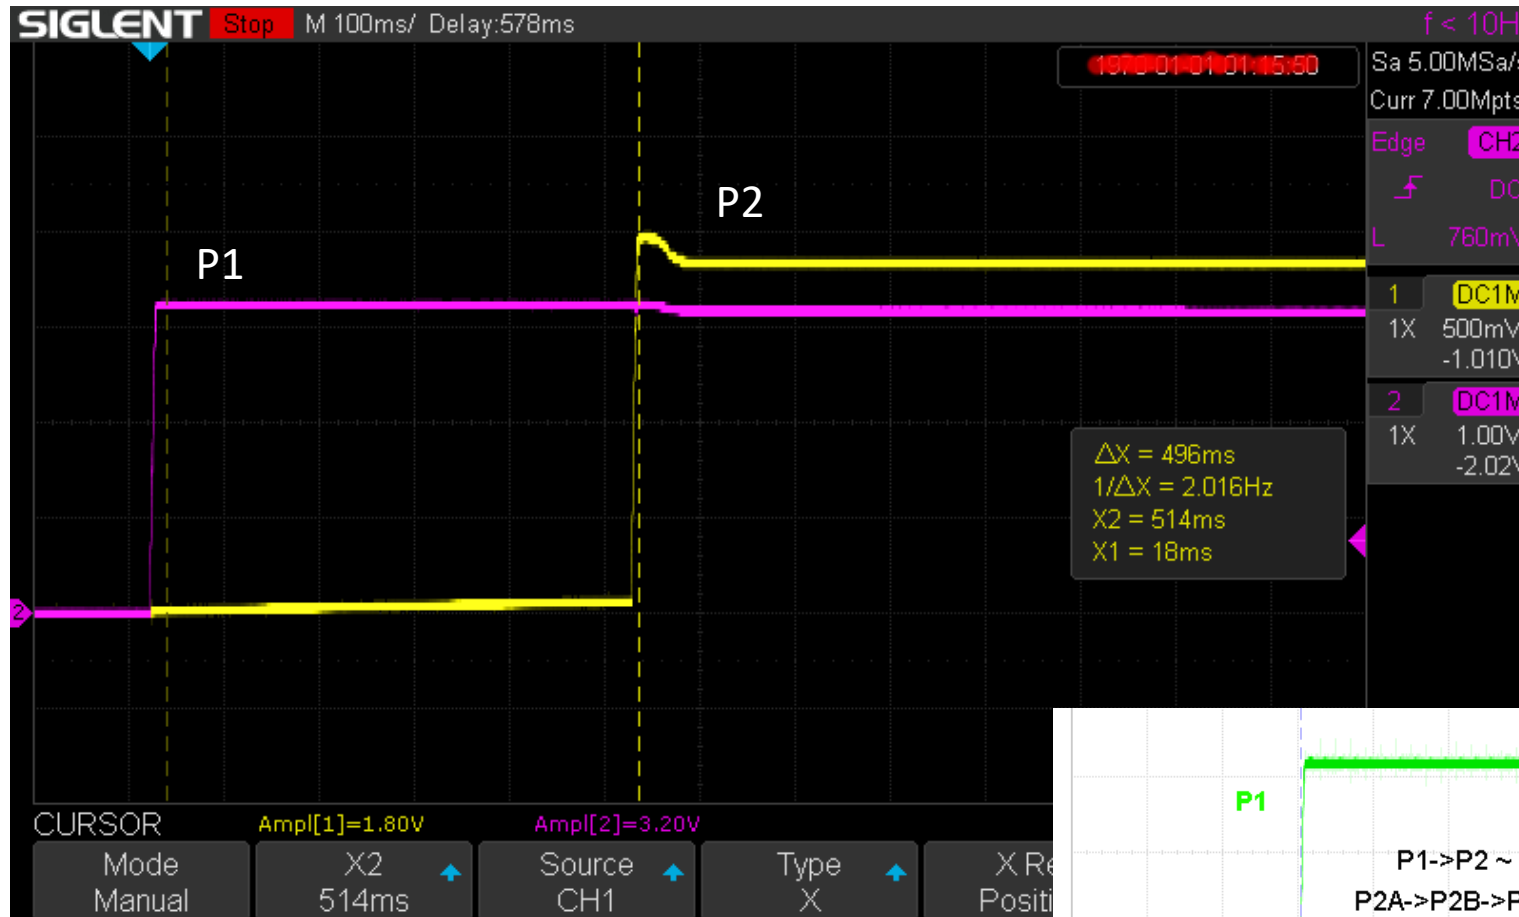 SIGLENT Stop M 100ms/ Delay:578ms f < 10H
Sa 5.00MSa/s
Curr 7.00Mpts
Edge CH2
DC
L 760mV
P2
P1
1 DC1M
1X 500mV
-1.010V
2 DC1M
1X 1.00V
-2.02V
△X = 496ms
1/△X = 2.016Hz
X2 = 514ms
X1 = 18ms
2
P1
P1->P2 ~
P2A->P2B->P
CURSOR Ampl[1]=1.80V Ampl[2]=3.20V
Mode X2 Source Type X Re
Manual 514ms CH1 X Positi